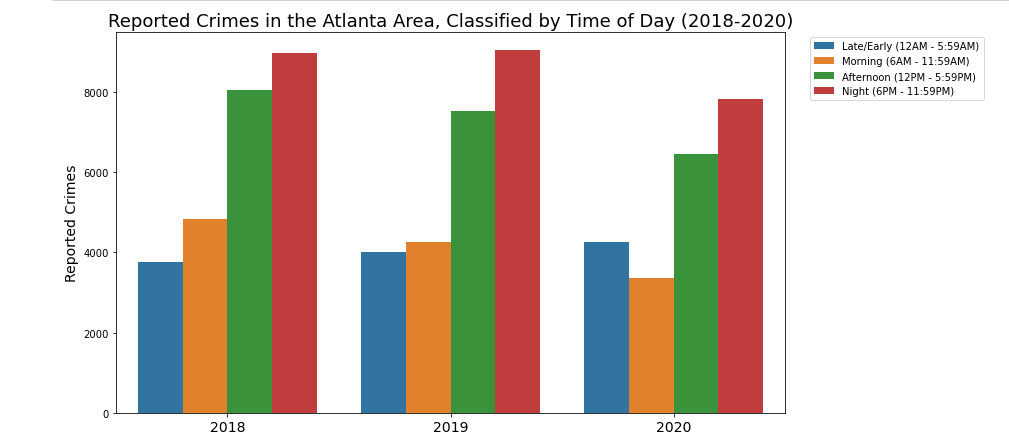 Reported Crimes in the Atlanta Area, Classified by Time of Day (2018-2020)
Late/Early (12AM - 5:59AM)
Morning (6AM - 11:59AM)
Afternoon (12PM - 5:59PM)
Night (6PM - 11:59PM)
Reported Crimes
8000
6000
4000
2000
0
2018 2019 2020